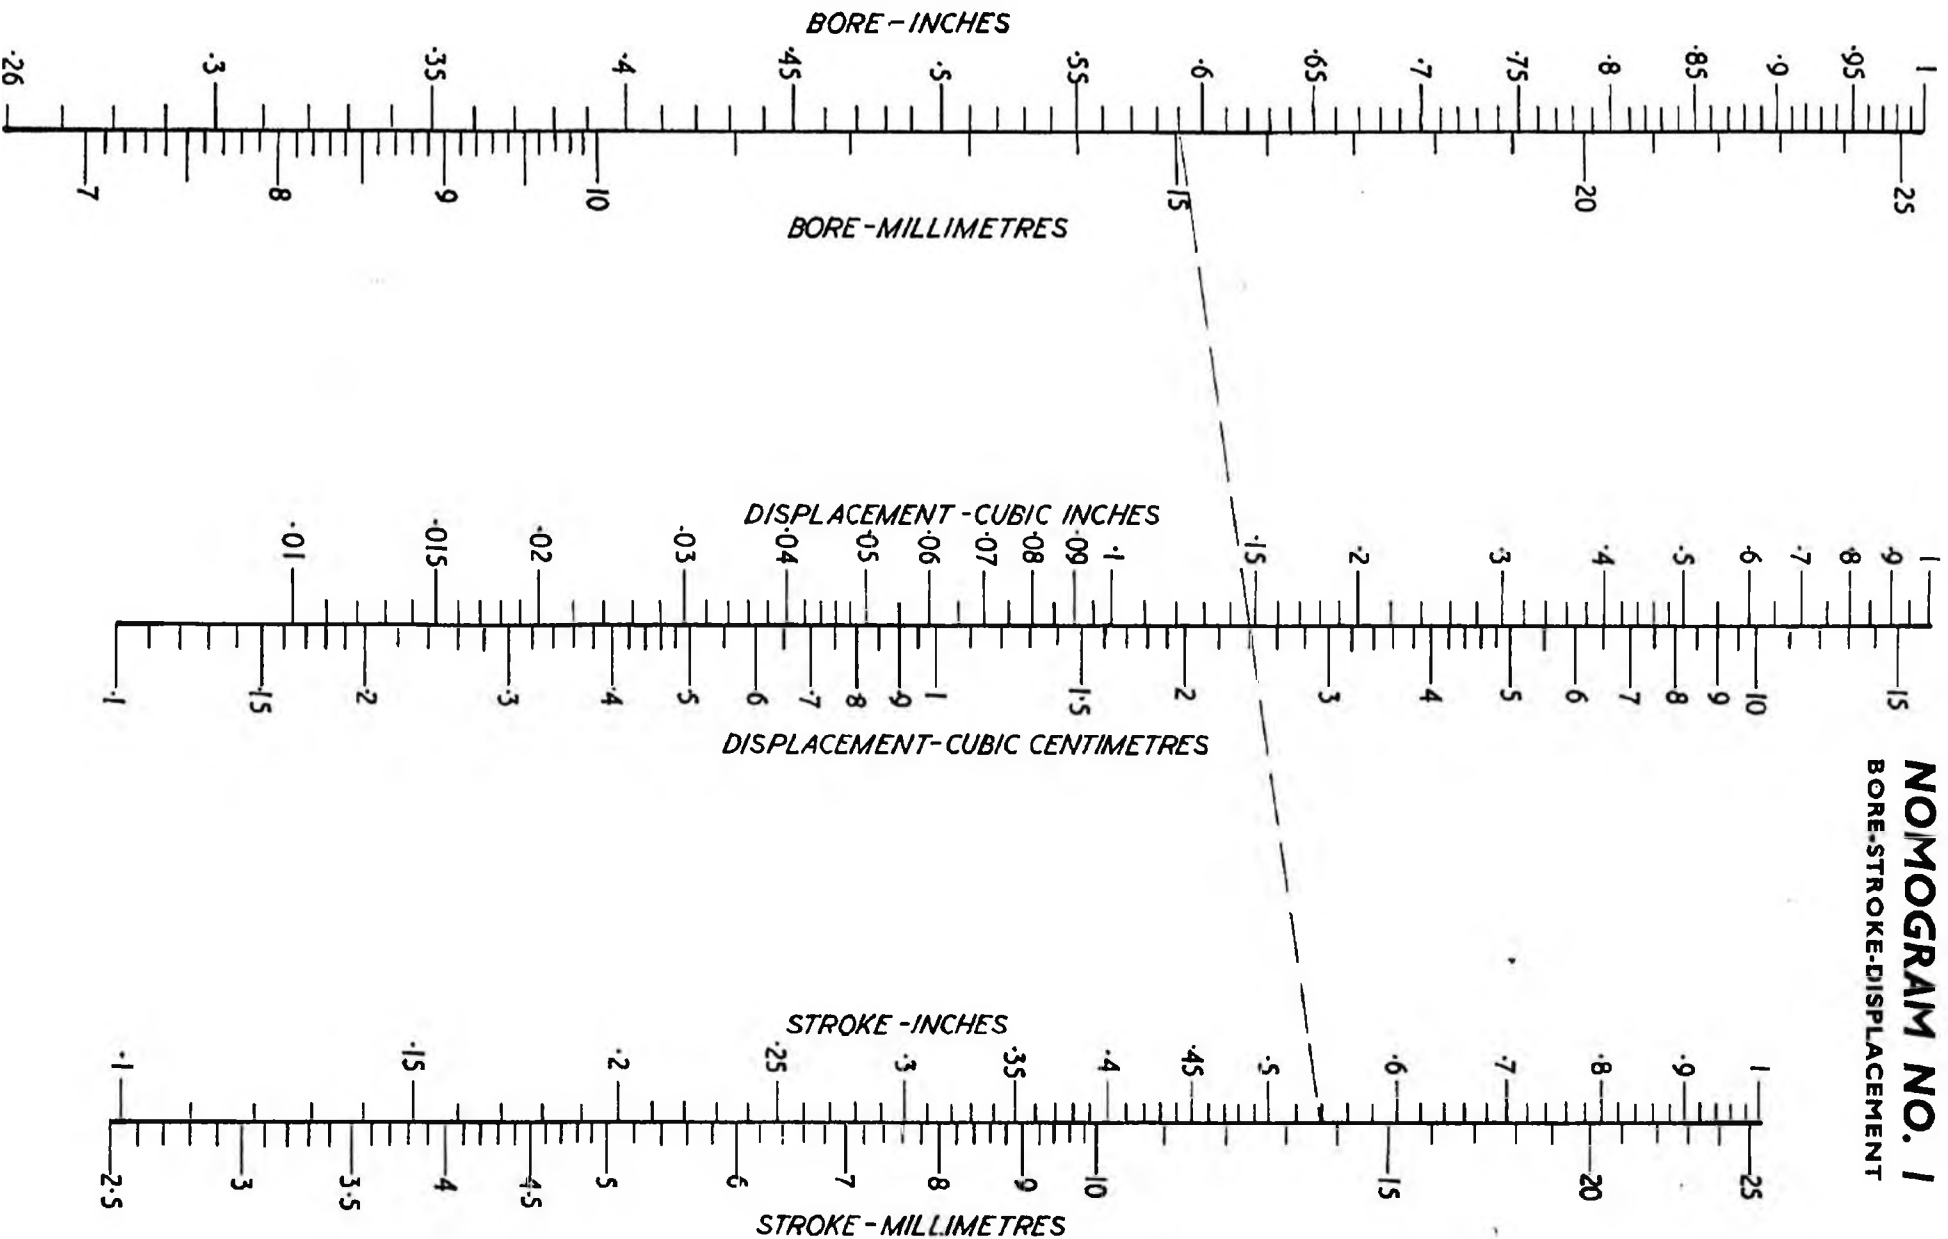 BORE-INCHES
·26 ·3 ·35 ·4 ·45 ·5 ·55 ·6 ·65 ·7 ·75 ·8 ·85 ·9 ·95 1
7 8 9 10 15 20 25
BORE-MILLIMETRES
DISPLACEMENT-CUBIC INCHES
·01 ·015 ·02 ·03 ·04 ·05 ·06 ·07 ·08 ·09 ·1 ·15 ·2 ·3 ·4 ·5 ·6 ·7 ·8 ·9 1
·1 ·15 ·2 ·3 ·4 ·5 ·6 ·7 ·8 ·9 1 1·5 2 3 4 5 6 7 8 9 10 15
DISPLACEMENT-CUBIC CENTIMETRES
STROKE-INCHES
·1 ·15 ·2 ·25 ·3 ·35 ·4 ·45 ·5 ·6 ·7 ·8 ·9 1
2·5 3 3·5 4 4·5 5 6 7 8 9 10 15 20 25
STROKE-MILLIMETRES
NOMOGRAM NO. 1
BORE-STROKE-DISPLACEMENT